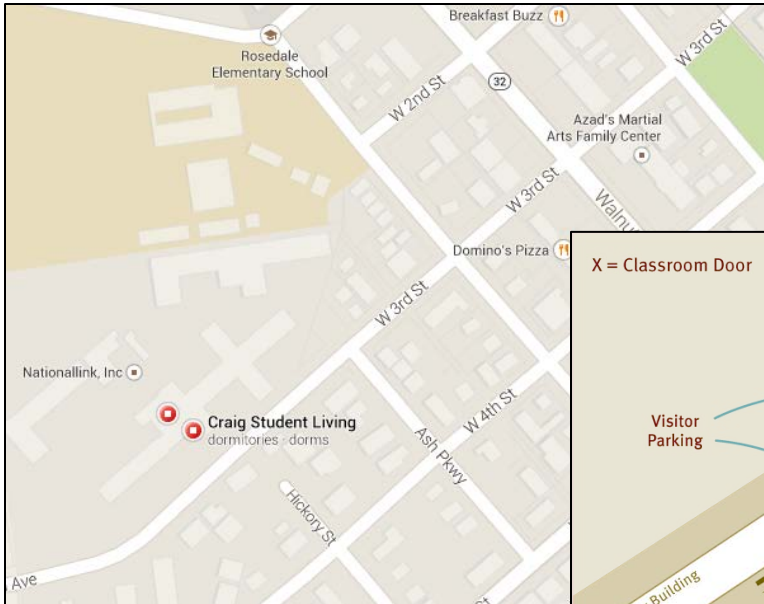 Breakfast Buzz
Rosedale
Elementary School
W 3rd St
32
W 2nd St
Azad's Martial
Arts Family Center
W 3rd St
Domino's Pizza
X = Classroom Door
W 3rd St
Nationallink, Inc
Craig Student Living
dormitories · dorms
W 4th St
Visitor
Parking
Ash Pkwy
Hickory St
Ave
Building